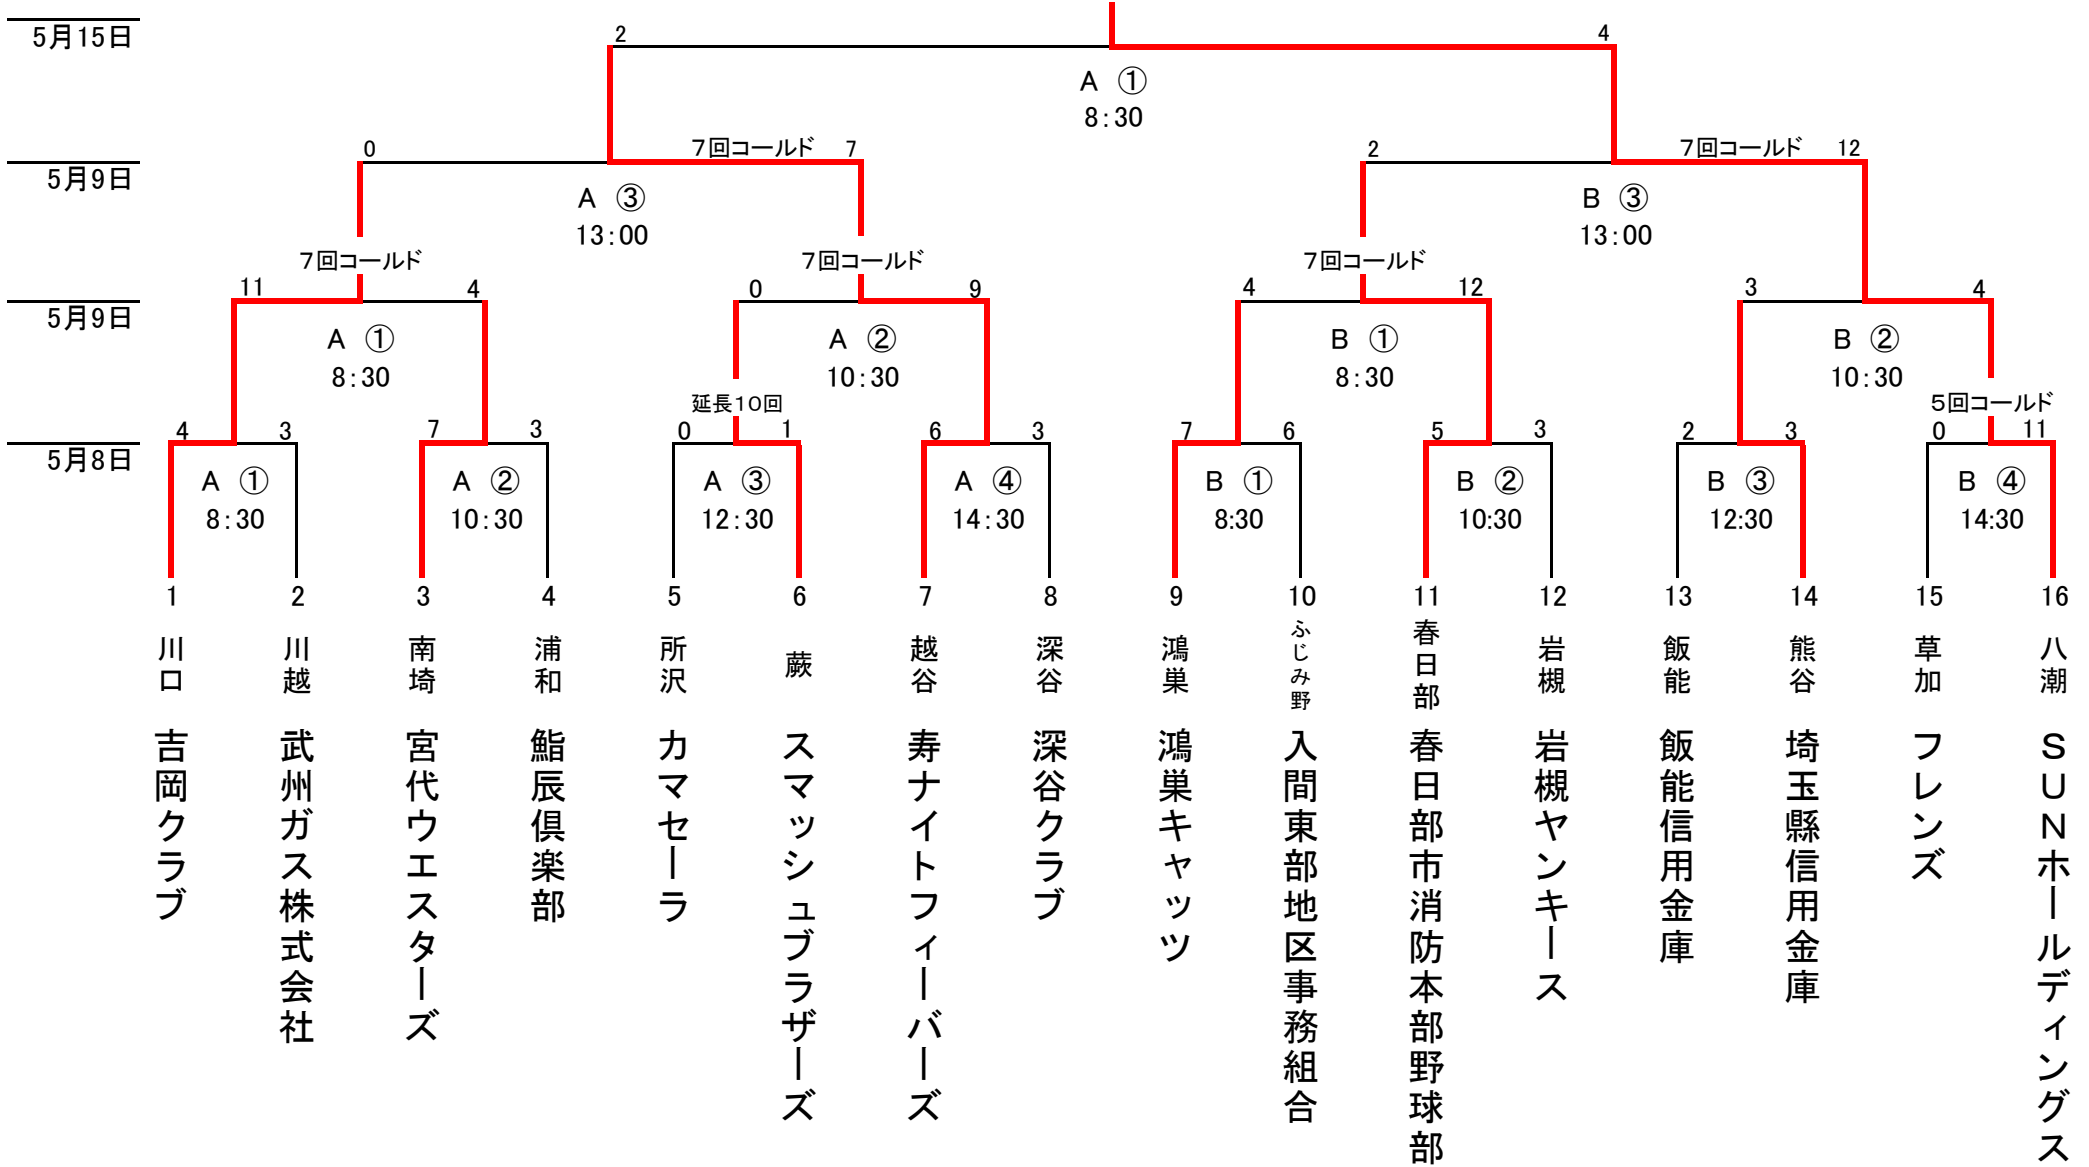 5月15日
2
4
A ①
8:30
0
7回コールド
7
2
7回コールド
12
5月9日
A ③
13:00
B ③
13:00
7回コールド
7回コールド
7回コールド
11
4
0
9
4
12
3
4
5月9日
A ①
8:30
A ②
10:30
B ①
8:30
B ②
10:30
延長10回
5回コールド
4
3
7
3
0
1
6
3
7
6
5
3
2
3
0
11
5月8日
A ①
8:30
A ②
10:30
A ③
12:30
A ④
14:30
B ①
8:30
B ②
10:30
B ③
12:30
B ④
14:30
1
川口
吉岡クラブ
2
川越
武州ガス株式会社
3
南埼
宮代ウエスターズ
4
浦和
鮨辰倶楽部
5
所沢
カマセーラ
6
蕨
スマッシュブラザーズ
7
越谷
寿ナイトフィーバーズ
8
深谷
深谷クラブ
9
鴻巣
鴻巣キャッツ
10
ふじみ野
入間東部地区事務組合
11
春日部
春日部市消防本部野球部
12
岩槻
岩槻ヤンキース
13
飯能
飯能信用金庫
14
熊谷
埼玉縣信用金庫
15
草加
フレンズ
16
八潮
SUNホールディングス